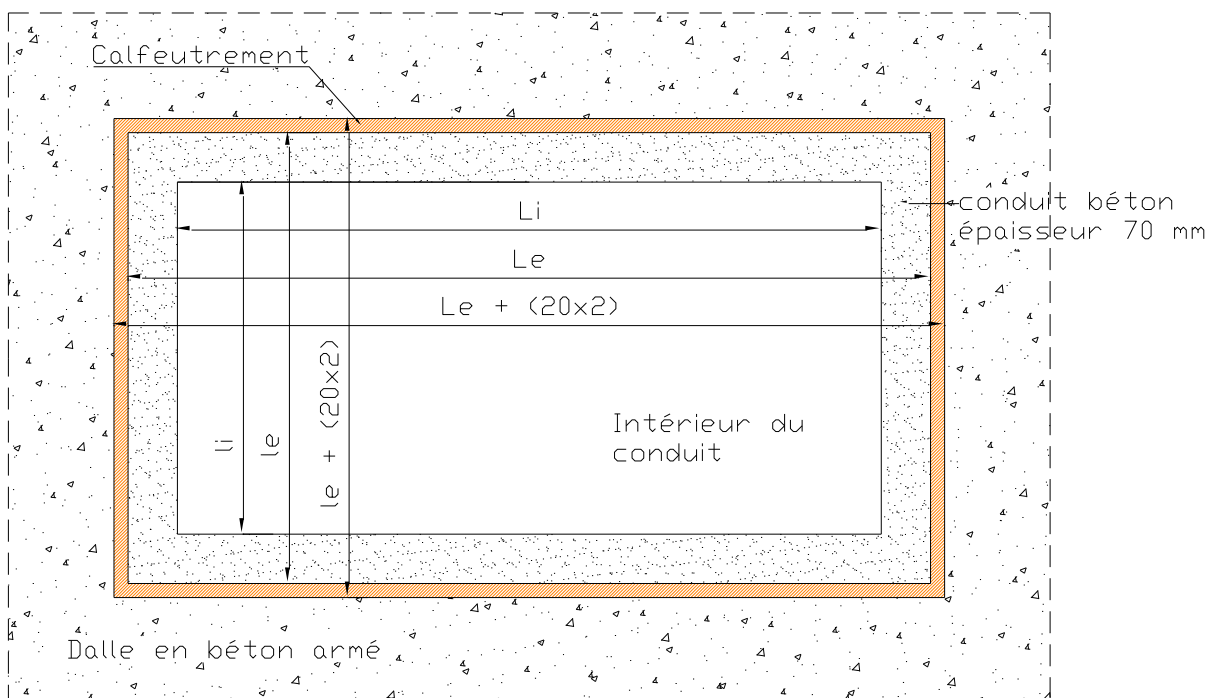 Calfeutrement
Li
conduit béton
épaisseur 70 mm
Le
Le + (20x2)
li
le
le + (20x2)
Intérieur du
conduit
Dalle en béton armé